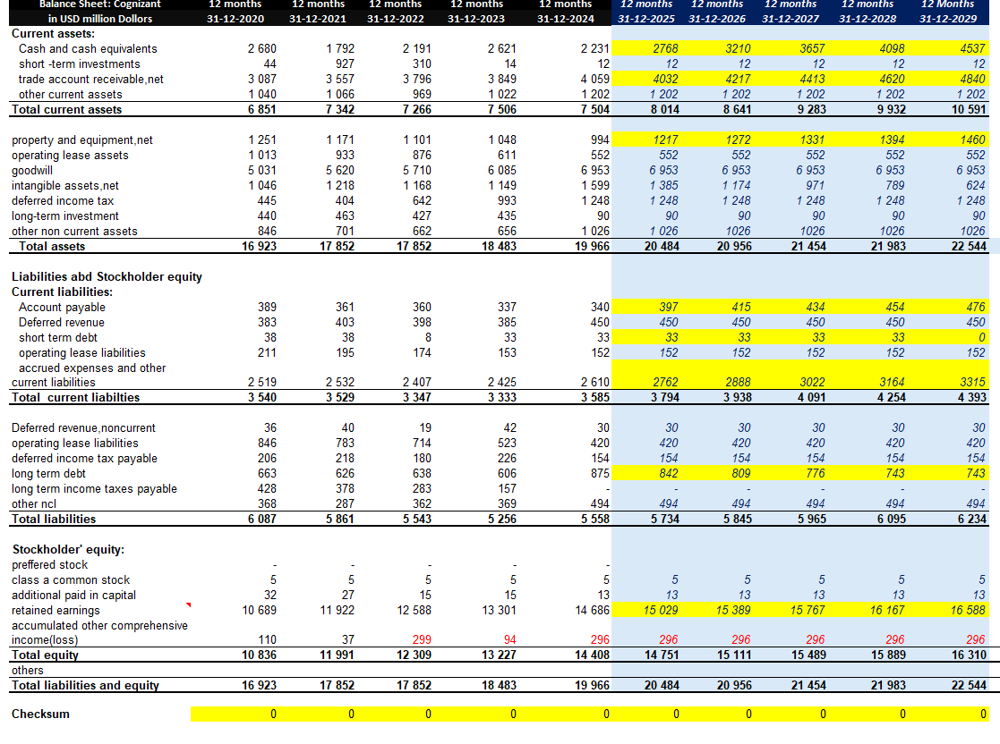 Balance Sheet: Cognizant 12 months 12 months 12 months 12 months 12 months 12 months 12 months 12 months 12 months 12 Months
in USD million Dollors 31-12-2020 31-12-2021 31-12-2022 31-12-2023 31-12-2024 31-12-2025 31-12-2026 31-12-2027 31-12-2028 31-12-2029
Current assets:
Cash and cash equivalents 2 680 1 792 2 191 2 621 2 231 2768 3210 3657 4098 4537
short -term investments 44 927 310 14 12 12 12 12 12 12
trade account receivable,net 3 087 3 557 3 796 3 849 4 059 4032 4217 4413 4620 4840
other current assets 1 040 1 066 969 1 022 1 202 1 202 1 202 1 202 1 202 1 202
Total current assets 6 851 7 342 7 266 7 506 7 504 8 014 8 641 9 283 9 932 10 591
property and equipment,net 1 251 1 171 1 101 1 048 994 1217 1272 1331 1394 1460
operating lease assets 1 013 933 876 611 552 552 552 552 552 552
goodwill 5 031 5 620 5 710 6 085 6 953 6 953 6 953 6 953 6 953 6 953
intangible assets,net 1 046 1 218 1 168 1 149 1 599 1 385 1 174 971 789 624
deferred income tax 445 404 642 993 1 248 1 248 1 248 1 248 1 248 1 248
long-term investment 440 463 427 435 90 90 90 90 90 90
other non current assets 846 701 662 656 1 026 1 026 1026 1026 1026 1026
Total assets 16 923 17 852 17 852 18 483 19 966 20 484 20 956 21 454 21 983 22 544
Liabilities abd Stockholder equity
Current liabilities:
Account payable 389 361 360 337 340 397 415 434 454 476
Deferred revenue 383 403 398 385 450 450 450 450 450 450
short term debt 38 38 8 33 33 33 33 33 33 0
operating lease liabilities 211 195 174 153 152 152 152 152 152 152
accrued expenses and other
current liabilities 2 519 2 532 2 407 2 425 2 610 2762 2888 3022 3164 3315
Total current liabilties 3 540 3 529 3 347 3 333 3 585 3 794 3 938 4 091 4 254 4 393
Deferred revenue,noncurrent 36 40 19 42 30 30 30 30 30 30
operating lease liabilities 846 783 714 523 420 420 420 420 420 420
deferred income tax payable 206 218 180 226 154 154 154 154 154 154
long term debt 663 626 638 606 875 842 809 776 743 743
long term income taxes payable 428 378 283 157 - - - - - -
other ncl 368 287 362 369 494 494 494 494 494 494
Total liabilities 6 087 5 861 5 543 5 256 5 558 5 734 5 845 5 965 6 095 6 234
Stockholder' equity:
preffered stock - - - - -
class a common stock 5 5 5 5 5 5 5 5 5 5
additional paid in capital 32 27 15 15 13 13 13 13 13 13
retained earnings 10 689 11 922 12 588 13 301 14 686 15 029 15 389 15 767 16 167 16 588
accumulated other comprehensive
income(loss) 110 37 299 94 296 296 296 296 296 296
Total equity 10 836 11 991 12 309 13 227 14 408 14 751 15 111 15 489 15 889 16 310
others
Total liabilities and equity 16 923 17 852 17 852 18 483 19 966 20 484 20 956 21 454 21 983 22 544
Checksum 0 0 0 0 0 0 0 0 0 0